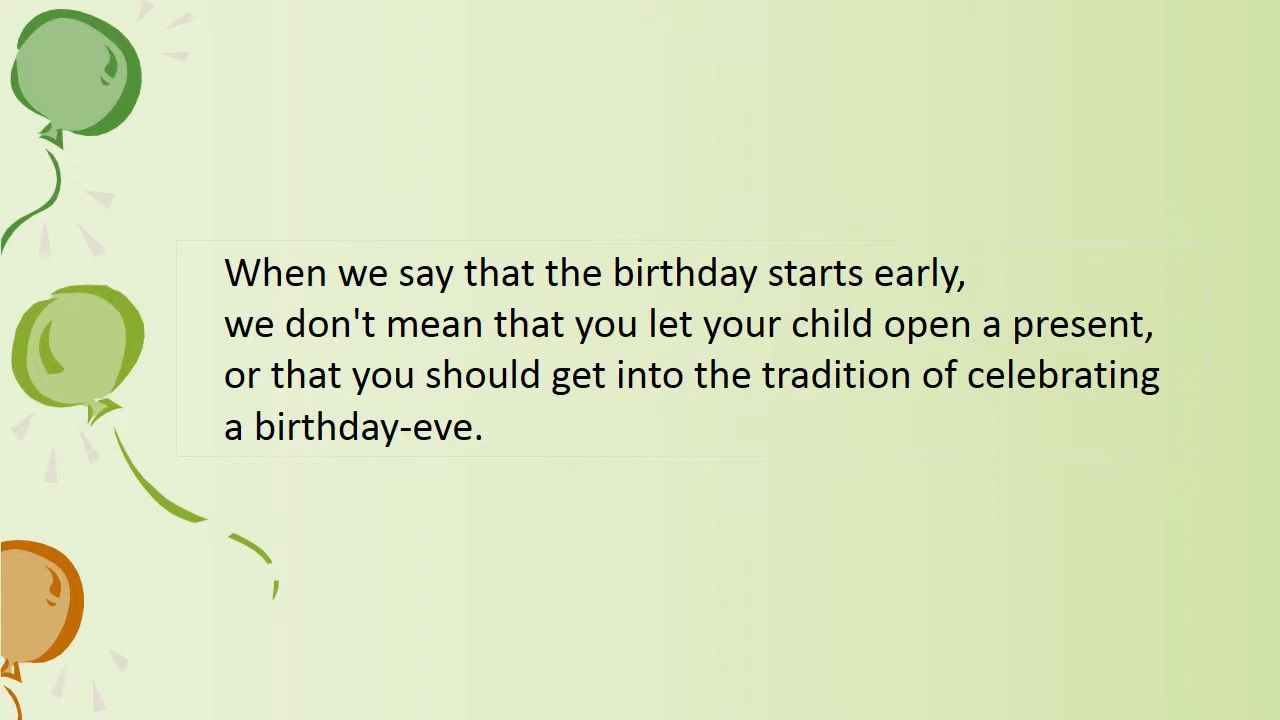 When we say that the birthday starts early,
we don't mean that you let your child open a present,
or that you should get into the tradition of celebrating
a birthday-eve.